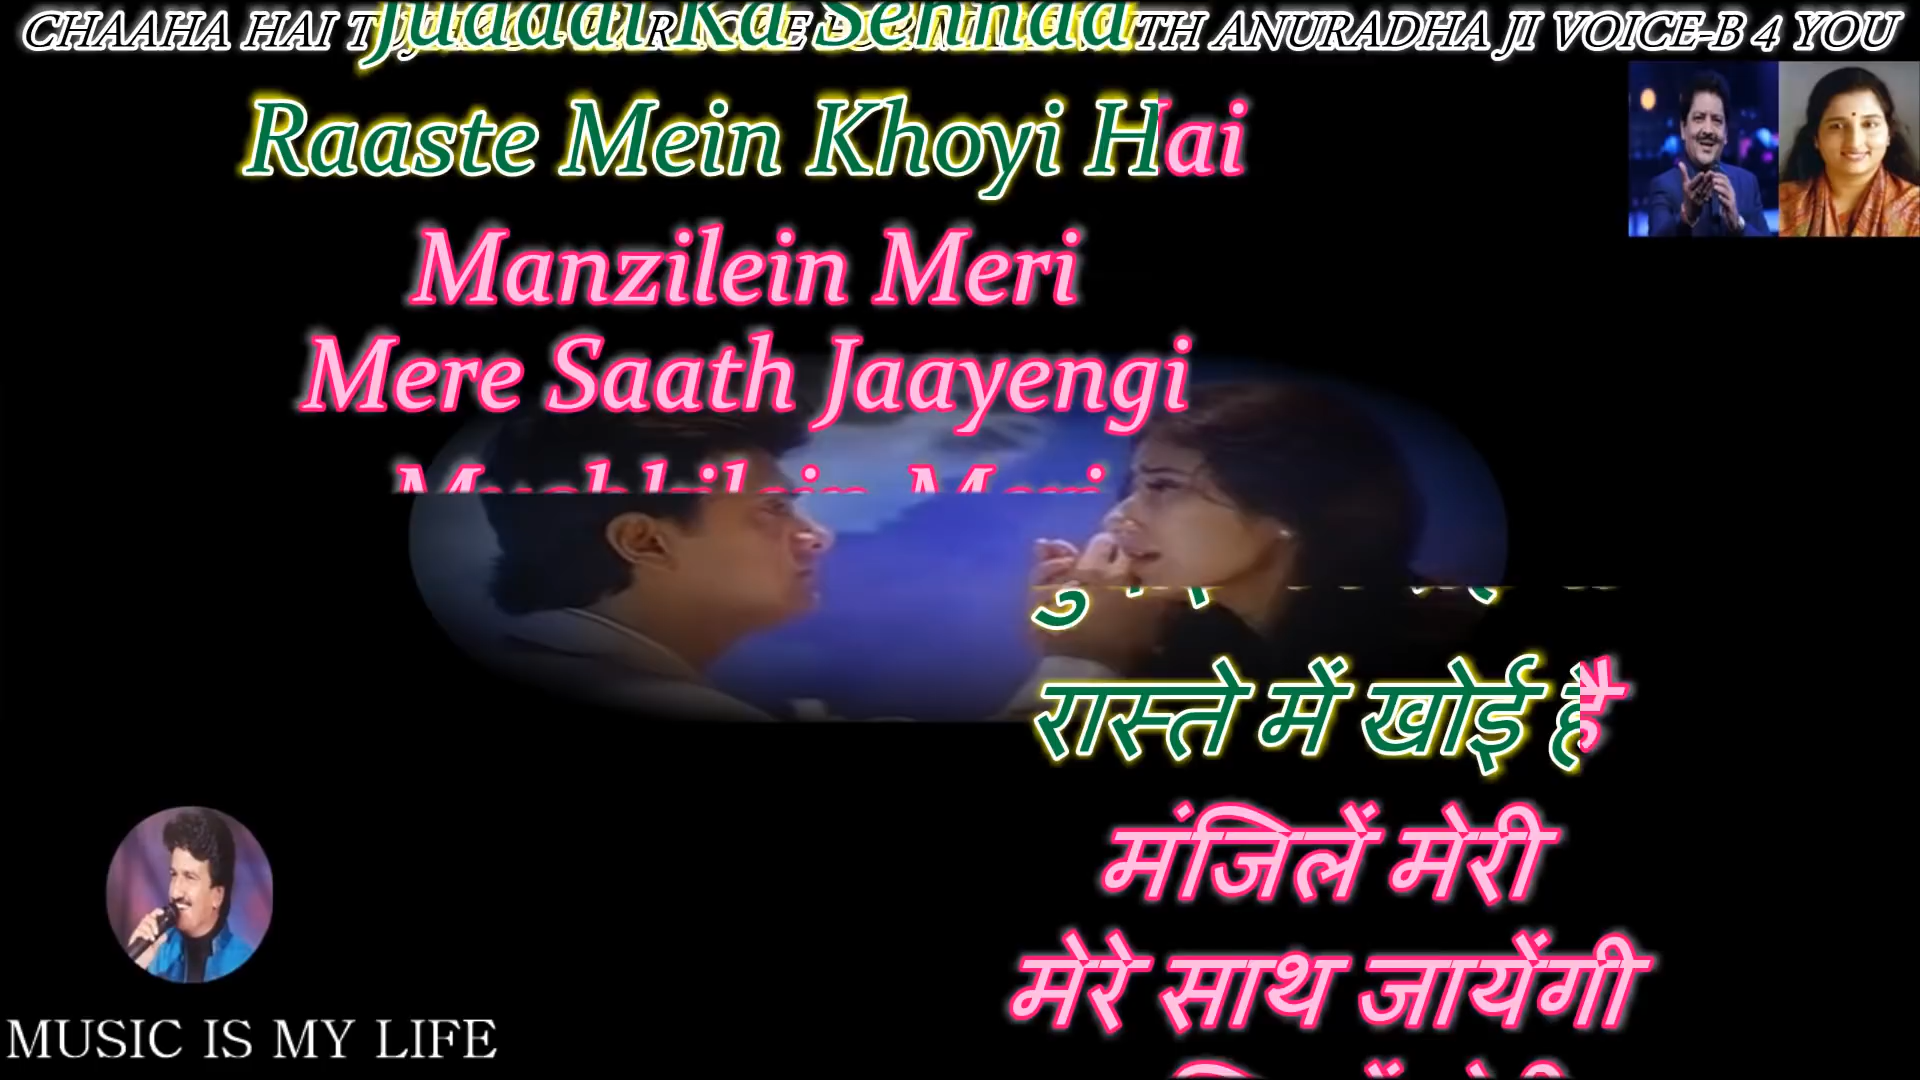 CHAAHA HAI T
TH ANURADHA JI VOICE-B 4 YOU
Raaste Mein Khoyi Hai
Manzilein Meri
Mere Saath Jaayengi
रास्ते में खोई है
मंजिलें मेरी
मेरे साथ जायेंगी
MUSIC IS MY LIFE